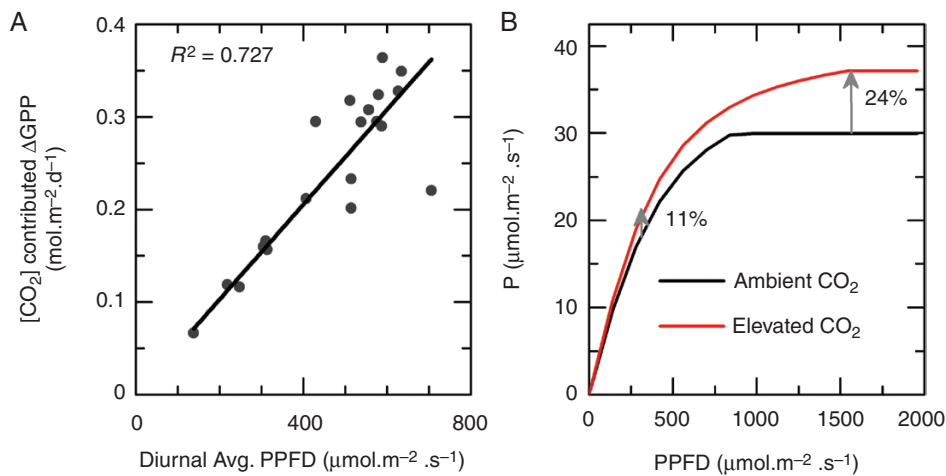 A
R² = 0.727
[CO₂] contributed ΔGPP
(mol.m⁻².d⁻¹)
0.4
0.3
0.2
0.1
0
0
200
400
600
800
Diurnal Avg. PPFD (μmol.m⁻² .s⁻¹)
B
P (μmol.m⁻² .s⁻¹)
40
30
20
10
0
24%
11%
Ambient CO₂
Elevated CO₂
0
500
1000
1500
2000
PPFD (μmol.m⁻² .s⁻¹)